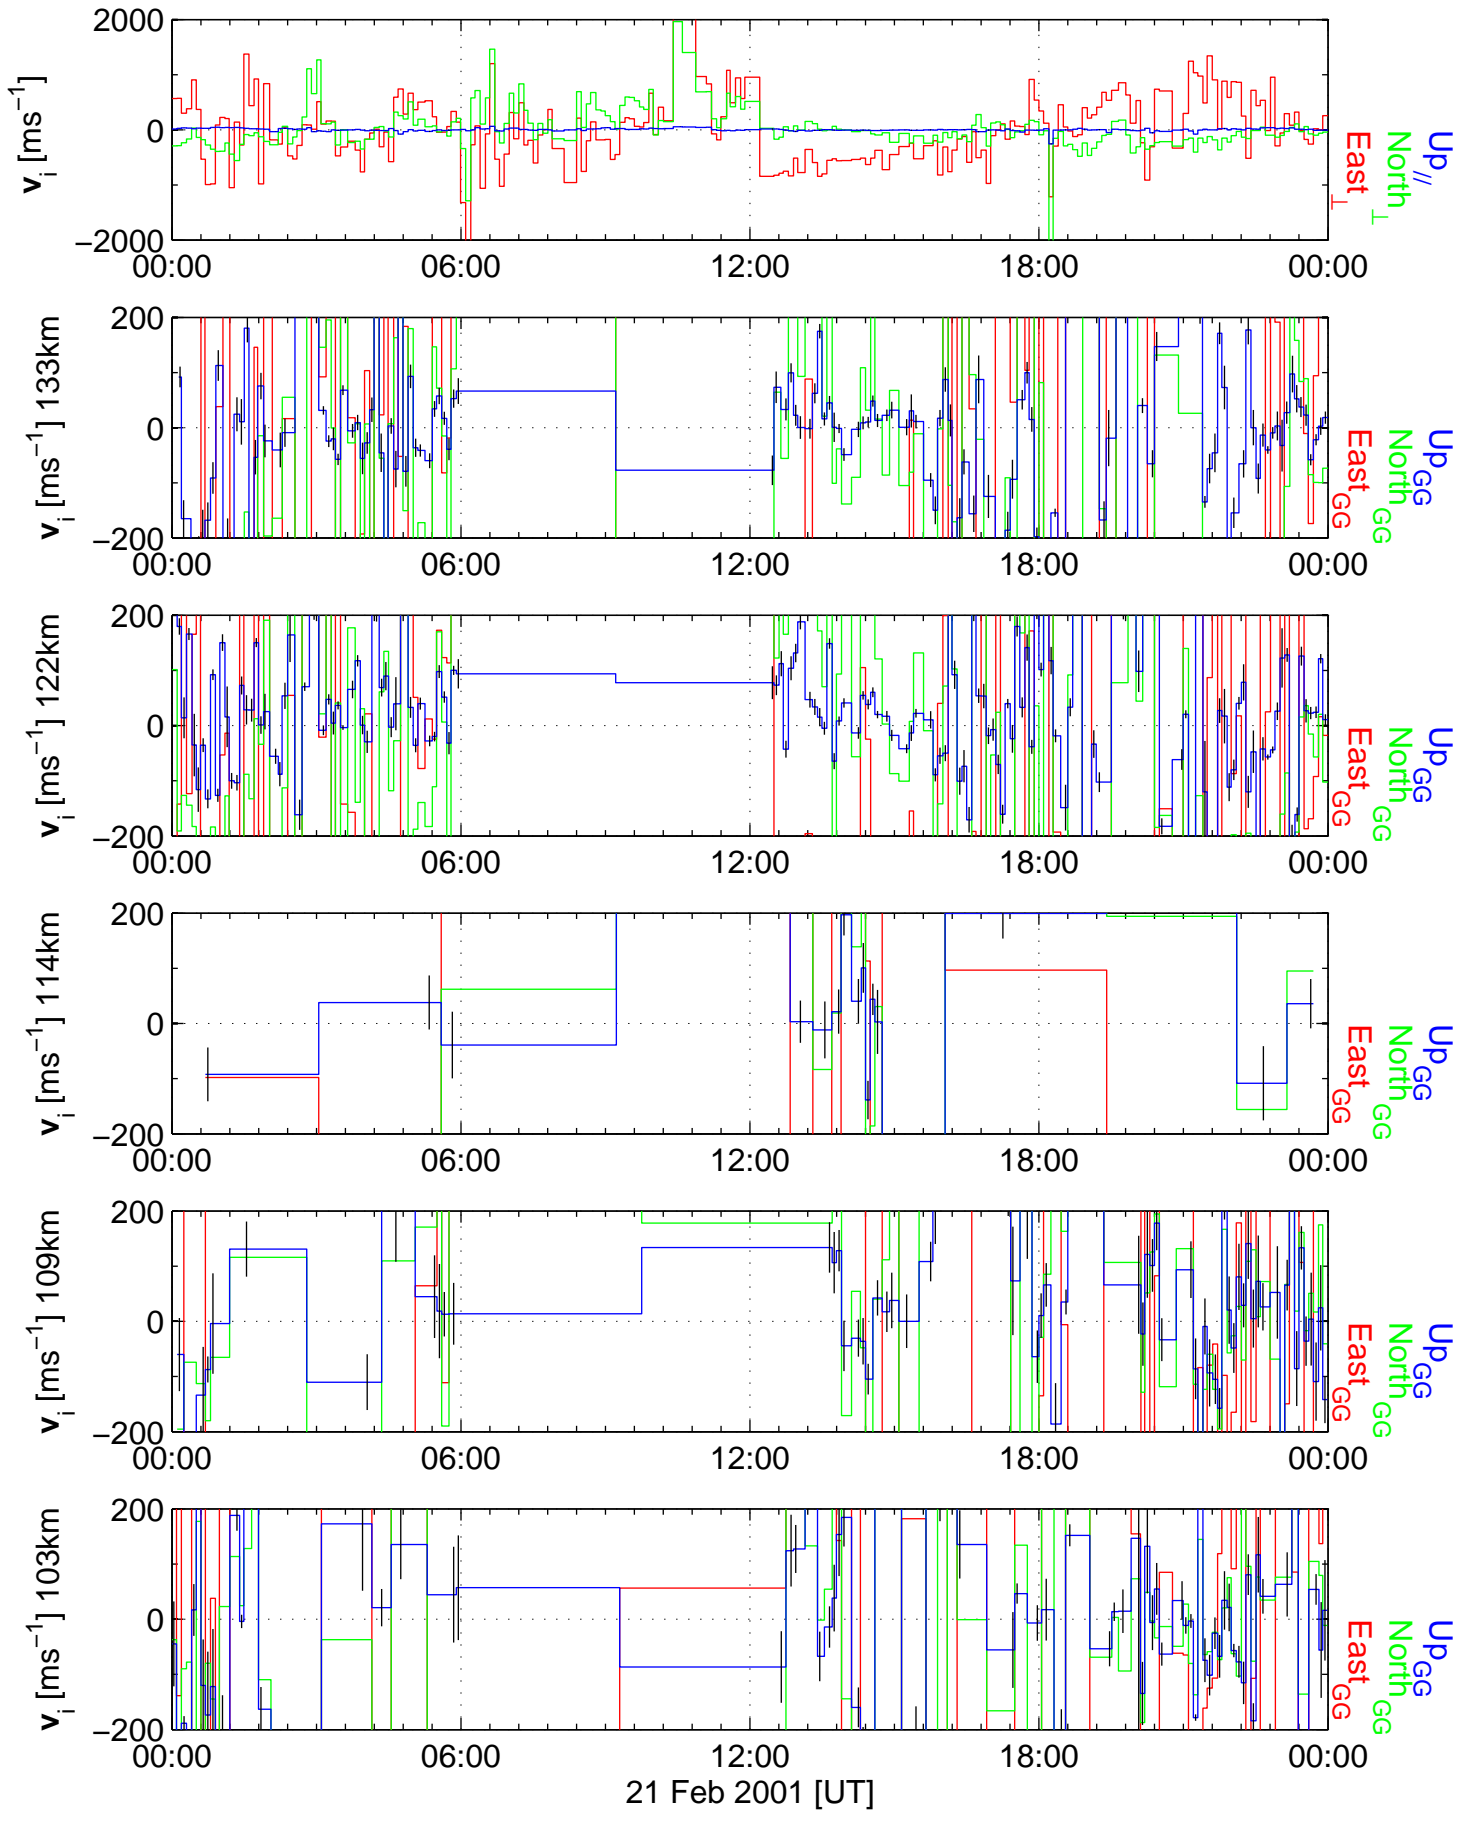 v_i [ms^−1]
2000
0
−2000
00:00 06:00 12:00 18:00 00:00
East_⊥
North_⊥
Up_//
v_i [ms^−1] 133km
200
0
−200
00:00 06:00 12:00 18:00 00:00
East_GG
North_GG
Up_GG
v_i [ms^−1] 122km
200
0
−200
00:00 06:00 12:00 18:00 00:00
East_GG
North_GG
Up_GG
v_i [ms^−1] 114km
200
0
−200
00:00 06:00 12:00 18:00 00:00
East_GG
North_GG
Up_GG
v_i [ms^−1] 109km
200
0
−200
00:00 06:00 12:00 18:00 00:00
East_GG
North_GG
Up_GG
v_i [ms^−1] 103km
200
0
−200
00:00 06:00 12:00 18:00 00:00
East_GG
North_GG
Up_GG
21 Feb 2001 [UT]